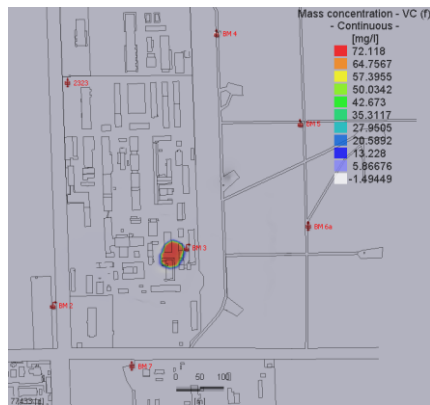 Mass concentration - VC (f)
- Continuous -
[mg/l]
72.118
64.7567
57.3955
50.0342
42.673
35.3117
27.9505
20.5892
13.228
5.86676
-1.49449
BM 4
2323
BM 5
BM 6a
BM 3
BM 2
BM 7
0 50 100